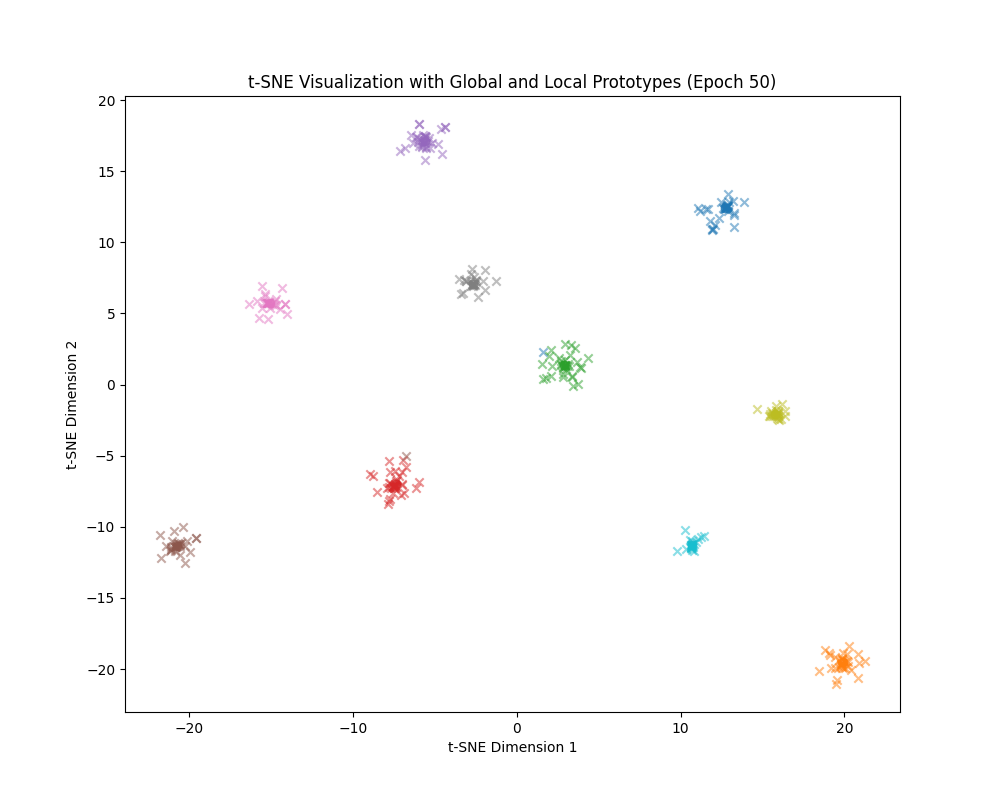 t-SNE Visualization with Global and Local Prototypes (Epoch 50)
20
15
10
5
0
−5
−10
−15
−20
t-SNE Dimension 2
−20 −10 0 10 20
t-SNE Dimension 1